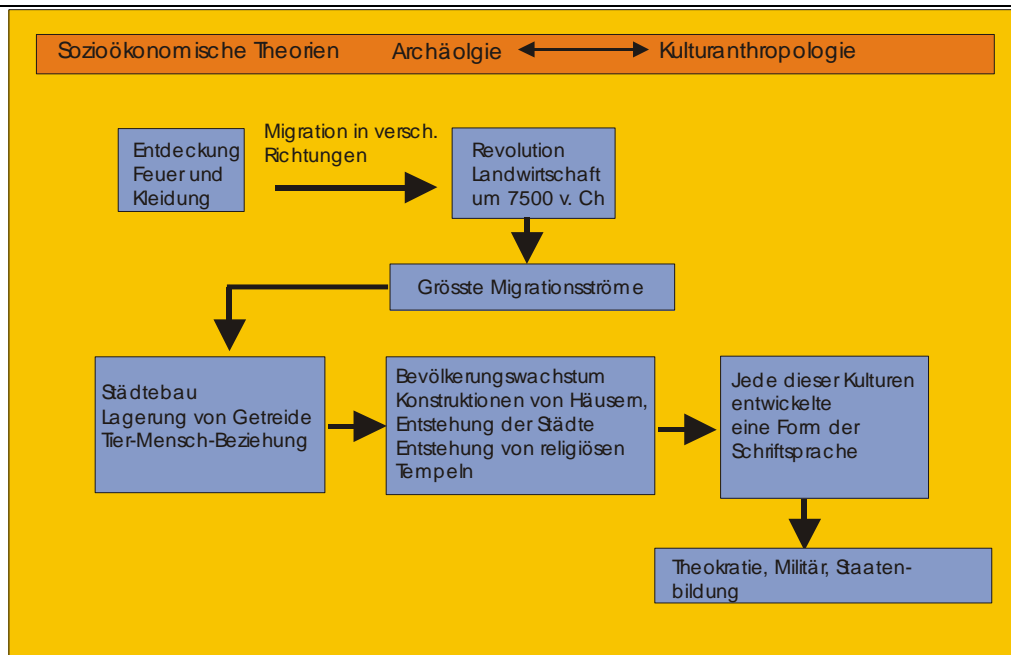 Sozioökonomische Theorien Archäolgie Kulturanthropologie
Entdeckung
Feuer und
Kleidung
Migration in versch.
Richtungen
Revolution
Landwirtschaft
um 7500 v. Ch
Grösste Migrationsströme
Städtebau
Lagerung von Getreide
Tier-Mensch-Beziehung
Bevölkerungswachstum
Konstruktionen von Häusern,
Entstehung der Städte
Entstehung von religiösen
Tempeln
Jede dieser Kulturen
entwickelte
eine Form der
Schriftsprache
Theokratie, Militär, Staaten-
bildung